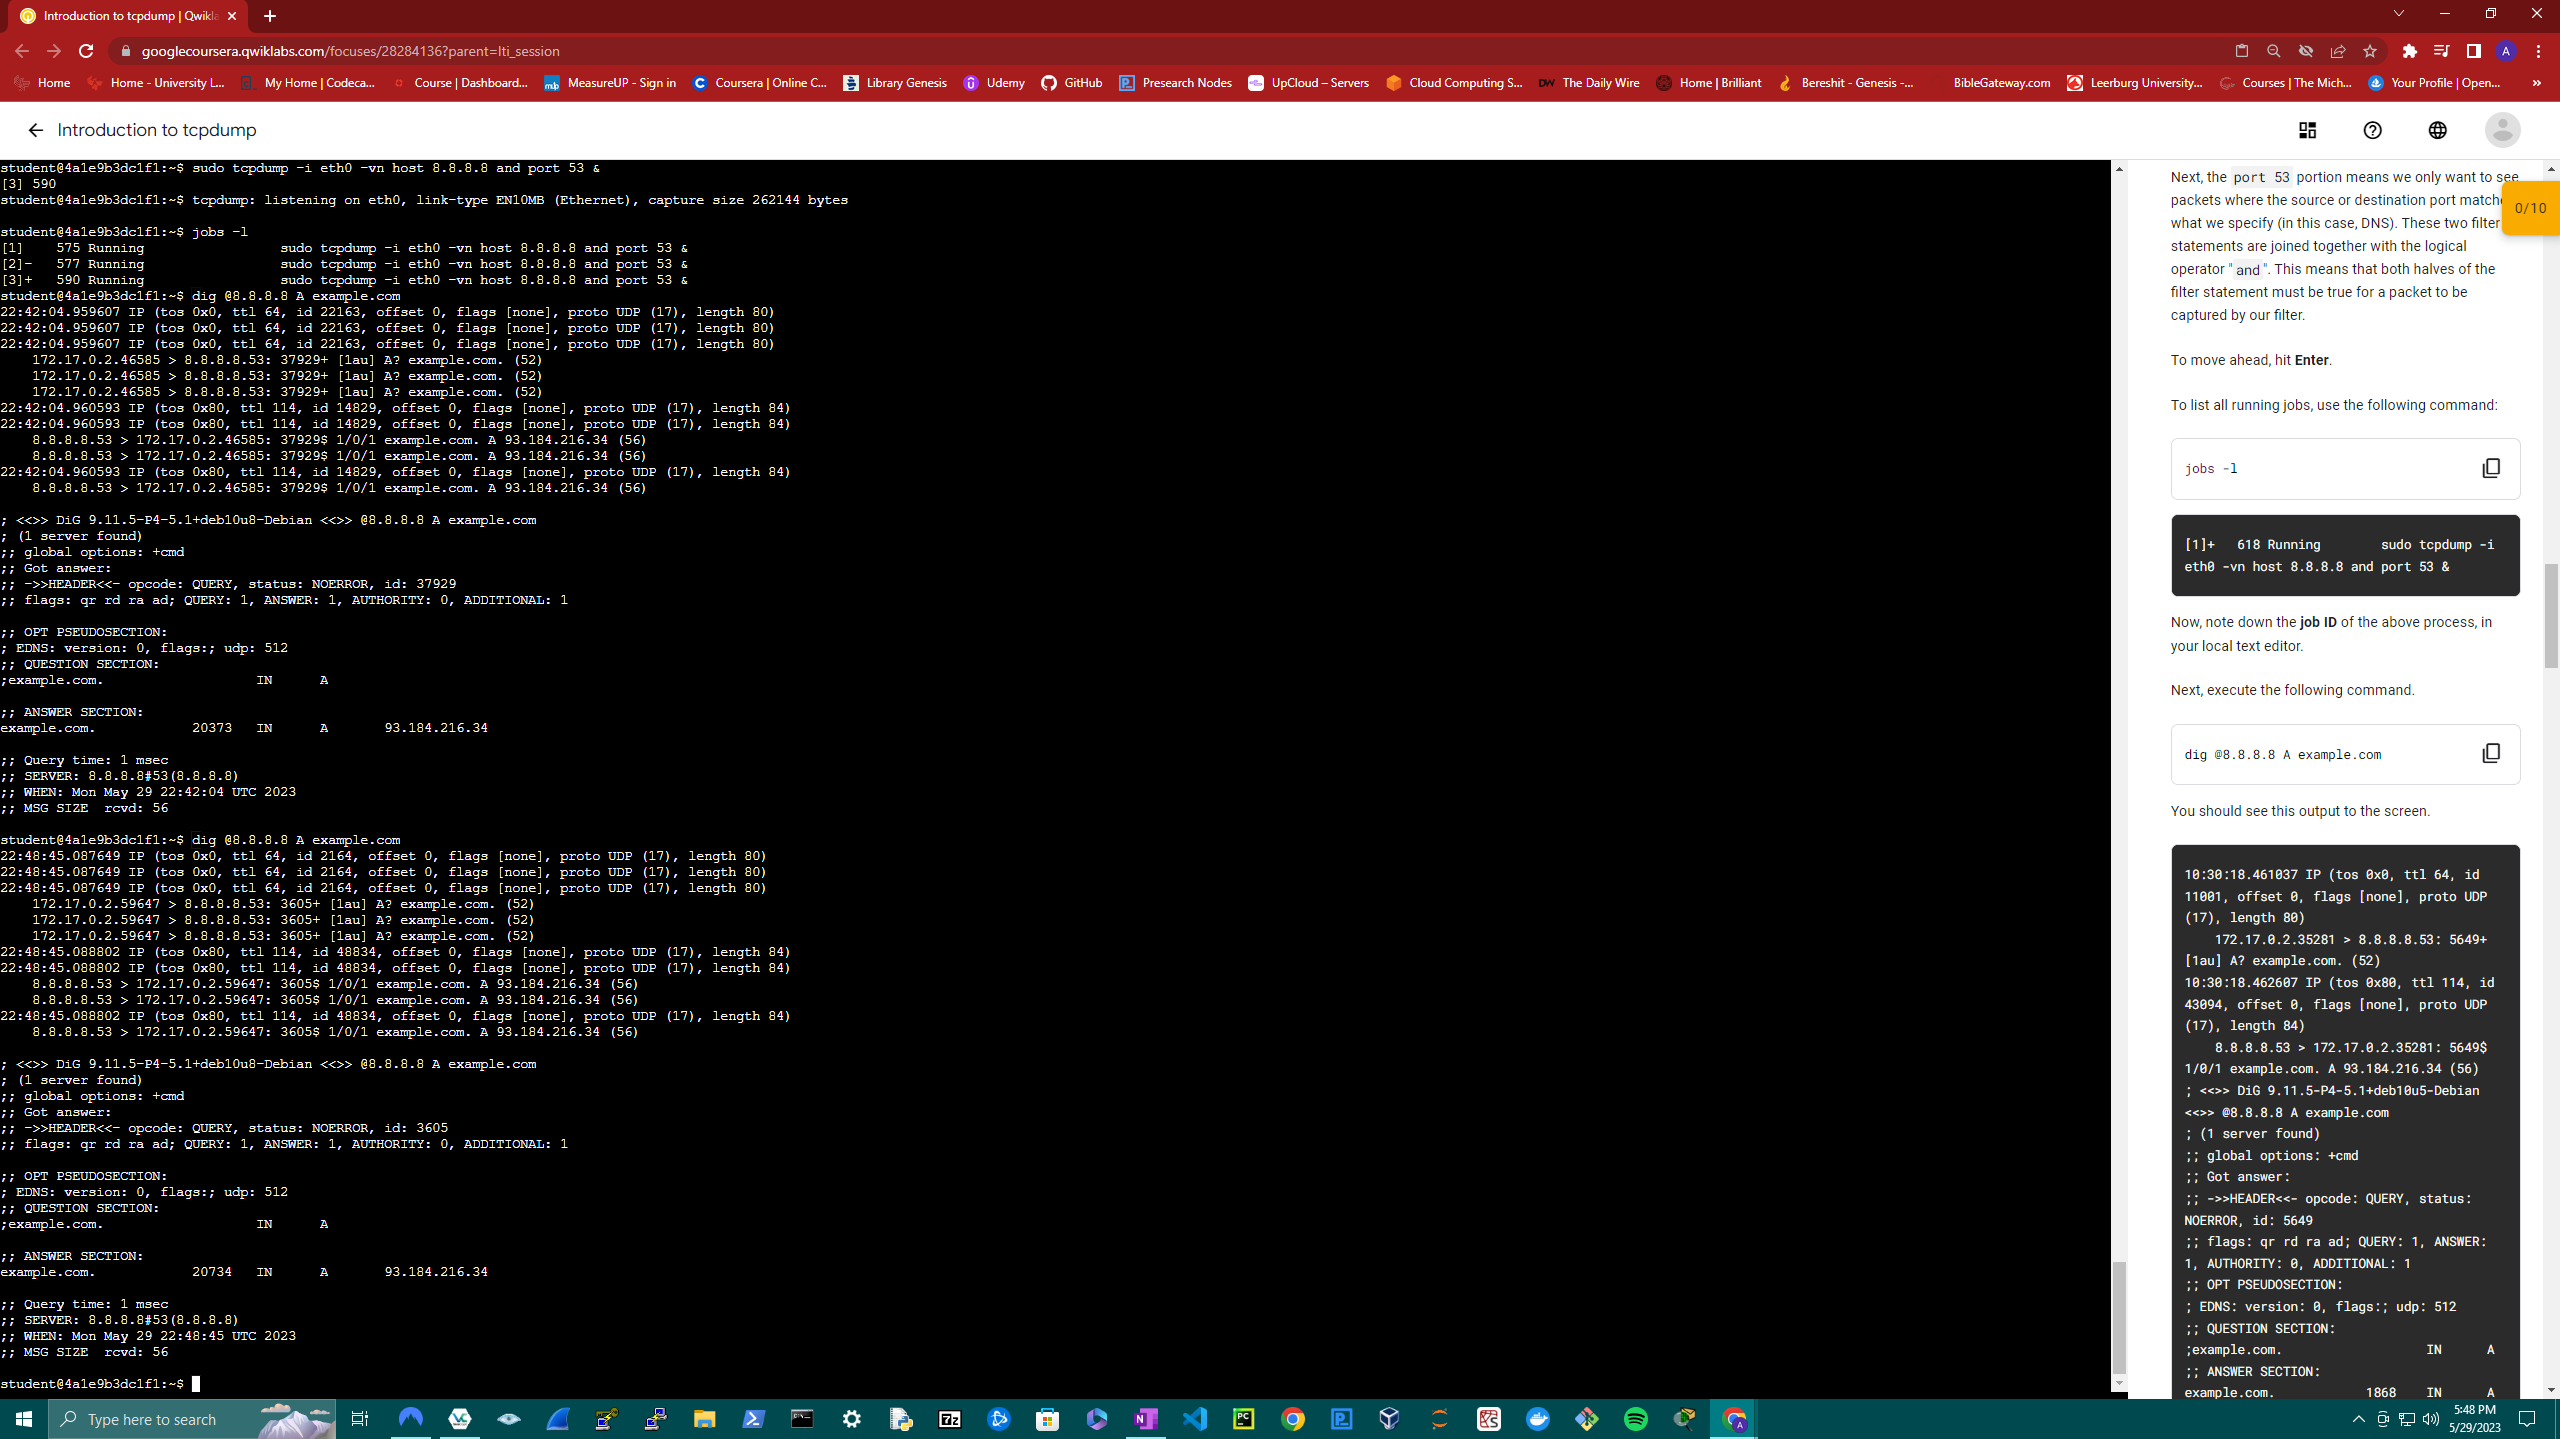 Introduction to tcpdump | Qwikla
googlecoursera.qwiklabs.com/focuses/28284136?parent=lti_session
Home
Home - University L...
My Home | Codeca...
Course | Dashboard...
MeasureUP - Sign in
Coursera | Online C...
Library Genesis
Udemy
GitHub
Presearch Nodes
UpCloud – Servers
Cloud Computing S...
The Daily Wire
Home | Brilliant
Bereshit - Genesis -...
BibleGateway.com
Leerburg University...
Courses | The Mich...
Your Profile | Open...
»
Introduction to tcpdump
student@4a1e9b3dc1f1:~$ sudo tcpdump -i eth0 -vn host 8.8.8.8 and port 53 &
[3] 590
student@4a1e9b3dc1f1:~$ tcpdump: listening on eth0, link-type EN10MB (Ethernet), capture size 262144 bytes
student@4a1e9b3dc1f1:~$ jobs -l
[1]    575 Running                 sudo tcpdump -i eth0 -vn host 8.8.8.8 and port 53 &
[2]-   577 Running                 sudo tcpdump -i eth0 -vn host 8.8.8.8 and port 53 &
[3]+   590 Running                 sudo tcpdump -i eth0 -vn host 8.8.8.8 and port 53 &
student@4a1e9b3dc1f1:~$ dig @8.8.8.8 A example.com
22:42:04.959607 IP (tos 0x0, ttl 64, id 22163, offset 0, flags [none], proto UDP (17), length 80)
22:42:04.959607 IP (tos 0x0, ttl 64, id 22163, offset 0, flags [none], proto UDP (17), length 80)
22:42:04.959607 IP (tos 0x0, ttl 64, id 22163, offset 0, flags [none], proto UDP (17), length 80)
    172.17.0.2.46585 > 8.8.8.8.53: 37929+ [1au] A? example.com. (52)
    172.17.0.2.46585 > 8.8.8.8.53: 37929+ [1au] A? example.com. (52)
    172.17.0.2.46585 > 8.8.8.8.53: 37929+ [1au] A? example.com. (52)
22:42:04.960593 IP (tos 0x80, ttl 114, id 14829, offset 0, flags [none], proto UDP (17), length 84)
22:42:04.960593 IP (tos 0x80, ttl 114, id 14829, offset 0, flags [none], proto UDP (17), length 84)
    8.8.8.8.53 > 172.17.0.2.46585: 37929$ 1/0/1 example.com. A 93.184.216.34 (56)
    8.8.8.8.53 > 172.17.0.2.46585: 37929$ 1/0/1 example.com. A 93.184.216.34 (56)
22:42:04.960593 IP (tos 0x80, ttl 114, id 14829, offset 0, flags [none], proto UDP (17), length 84)
    8.8.8.8.53 > 172.17.0.2.46585: 37929$ 1/0/1 example.com. A 93.184.216.34 (56)
; <<>> DiG 9.11.5-P4-5.1+deb10u8-Debian <<>> @8.8.8.8 A example.com
; (1 server found)
;; global options: +cmd
;; Got answer:
;; ->>HEADER<<- opcode: QUERY, status: NOERROR, id: 37929
;; flags: qr rd ra ad; QUERY: 1, ANSWER: 1, AUTHORITY: 0, ADDITIONAL: 1
;; OPT PSEUDOSECTION:
; EDNS: version: 0, flags:; udp: 512
;; QUESTION SECTION:
;example.com.                   IN      A
;; ANSWER SECTION:
example.com.            20373   IN      A       93.184.216.34
;; Query time: 1 msec
;; SERVER: 8.8.8.8#53(8.8.8.8)
;; WHEN: Mon May 29 22:42:04 UTC 2023
;; MSG SIZE  rcvd: 56
student@4a1e9b3dc1f1:~$ dig @8.8.8.8 A example.com
22:48:45.087649 IP (tos 0x0, ttl 64, id 2164, offset 0, flags [none], proto UDP (17), length 80)
22:48:45.087649 IP (tos 0x0, ttl 64, id 2164, offset 0, flags [none], proto UDP (17), length 80)
22:48:45.087649 IP (tos 0x0, ttl 64, id 2164, offset 0, flags [none], proto UDP (17), length 80)
    172.17.0.2.59647 > 8.8.8.8.53: 3605+ [1au] A? example.com. (52)
    172.17.0.2.59647 > 8.8.8.8.53: 3605+ [1au] A? example.com. (52)
    172.17.0.2.59647 > 8.8.8.8.53: 3605+ [1au] A? example.com. (52)
22:48:45.088802 IP (tos 0x80, ttl 114, id 48834, offset 0, flags [none], proto UDP (17), length 84)
22:48:45.088802 IP (tos 0x80, ttl 114, id 48834, offset 0, flags [none], proto UDP (17), length 84)
    8.8.8.8.53 > 172.17.0.2.59647: 3605$ 1/0/1 example.com. A 93.184.216.34 (56)
    8.8.8.8.53 > 172.17.0.2.59647: 3605$ 1/0/1 example.com. A 93.184.216.34 (56)
22:48:45.088802 IP (tos 0x80, ttl 114, id 48834, offset 0, flags [none], proto UDP (17), length 84)
    8.8.8.8.53 > 172.17.0.2.59647: 3605$ 1/0/1 example.com. A 93.184.216.34 (56)
; <<>> DiG 9.11.5-P4-5.1+deb10u8-Debian <<>> @8.8.8.8 A example.com
; (1 server found)
;; global options: +cmd
;; Got answer:
;; ->>HEADER<<- opcode: QUERY, status: NOERROR, id: 3605
;; flags: qr rd ra ad; QUERY: 1, ANSWER: 1, AUTHORITY: 0, ADDITIONAL: 1
;; OPT PSEUDOSECTION:
; EDNS: version: 0, flags:; udp: 512
;; QUESTION SECTION:
;example.com.                   IN      A
;; ANSWER SECTION:
example.com.            20734   IN      A       93.184.216.34
;; Query time: 1 msec
;; SERVER: 8.8.8.8#53(8.8.8.8)
;; WHEN: Mon May 29 22:48:45 UTC 2023
;; MSG SIZE  rcvd: 56
student@4a1e9b3dc1f1:~$
Next, the port 53 portion means we only want to see
packets where the source or destination port matche
what we specify (in this case, DNS). These two filter
statements are joined together with the logical
operator "and". This means that both halves of the
filter statement must be true for a packet to be
captured by our filter.
0/10
To move ahead, hit Enter.
To list all running jobs, use the following command:
jobs -l
[1]+   618 Running        sudo tcpdump -i
eth0 -vn host 8.8.8.8 and port 53 &
Now, note down the job ID of the above process, in
your local text editor.
Next, execute the following command.
dig @8.8.8.8 A example.com
You should see this output to the screen.
10:30:18.461037 IP (tos 0x0, ttl 64, id
11001, offset 0, flags [none], proto UDP
(17), length 80)
    172.17.0.2.35281 > 8.8.8.8.53: 5649+
[1au] A? example.com. (52)
10:30:18.462607 IP (tos 0x80, ttl 114, id
43094, offset 0, flags [none], proto UDP
(17), length 84)
    8.8.8.8.53 > 172.17.0.2.35281: 5649$
1/0/1 example.com. A 93.184.216.34 (56)
; <<>> DiG 9.11.5-P4-5.1+deb10u5-Debian
<<>> @8.8.8.8 A example.com
; (1 server found)
;; global options: +cmd
;; Got answer:
;; ->>HEADER<<- opcode: QUERY, status:
NOERROR, id: 5649
;; flags: qr rd ra ad; QUERY: 1, ANSWER:
1, AUTHORITY: 0, ADDITIONAL: 1
;; OPT PSEUDOSECTION:
; EDNS: version: 0, flags:; udp: 512
;; QUESTION SECTION:
;example.com.                   IN      A
;; ANSWER SECTION:
example.com.            1868    IN      A
Type here to search
5:48 PM
5/29/2023